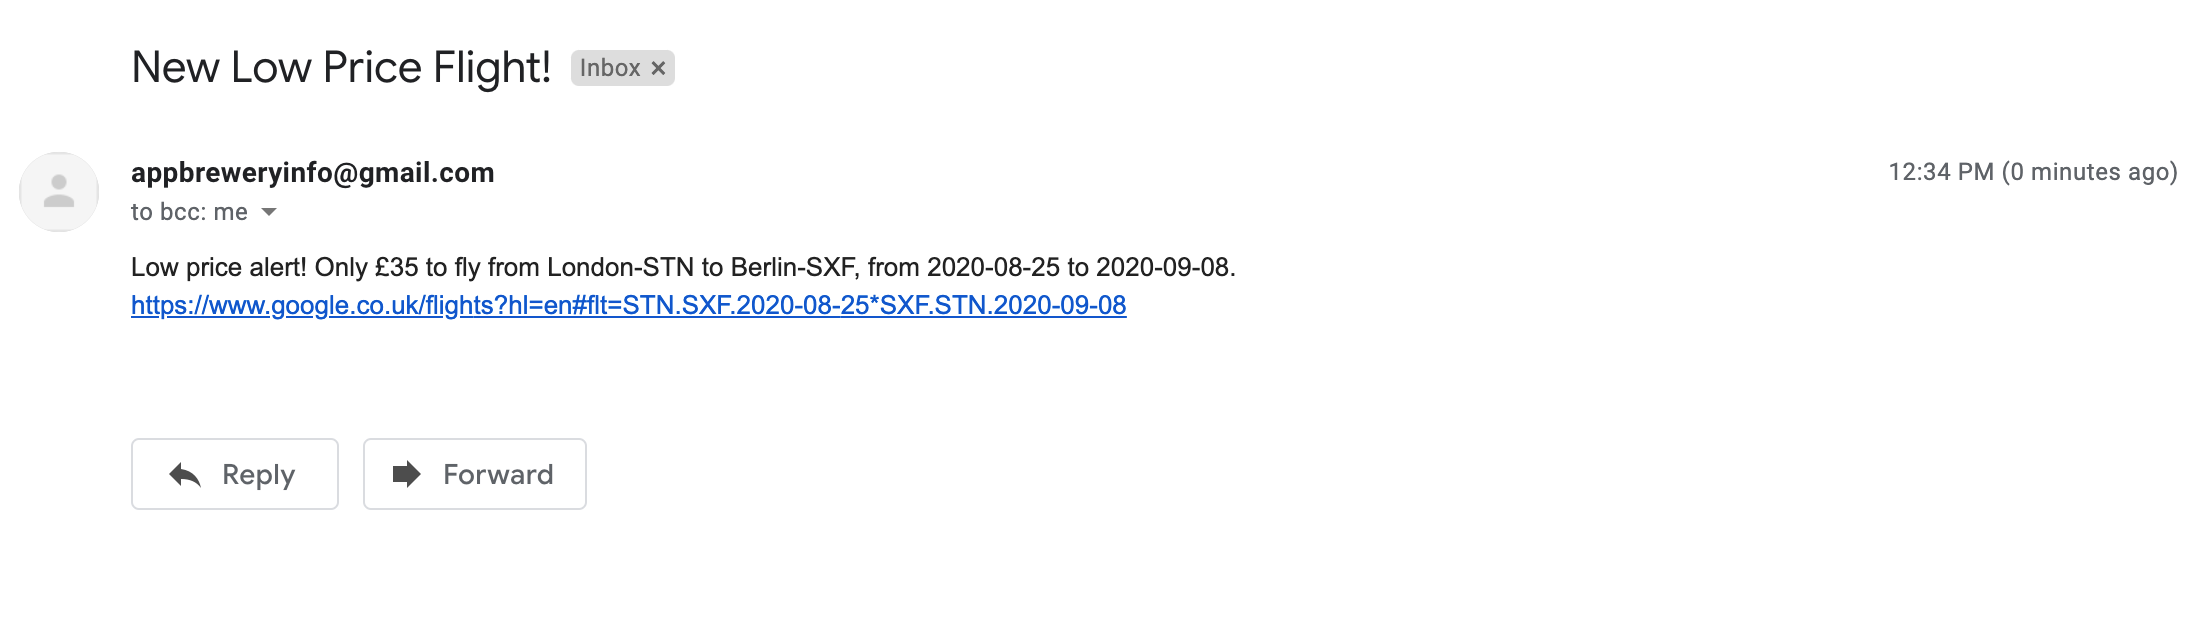 New Low Price Flight! Inbox ×
appbreweryinfo@gmail.com 12:34 PM (0 minutes ago)
to bcc: me
Low price alert! Only £35 to fly from London-STN to Berlin-SXF, from 2020-08-25 to 2020-09-08.
https://www.google.co.uk/flights?hl=en#flt=STN.SXF.2020-08-25*SXF.STN.2020-09-08
Reply Forward